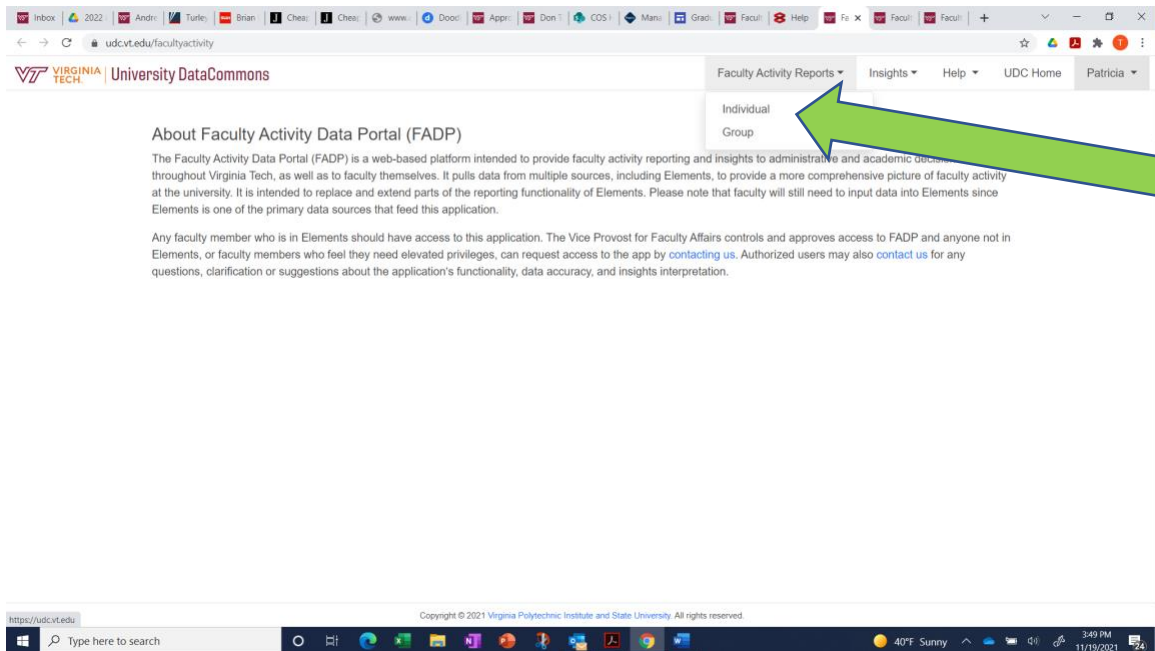 Inbox 2022 Andre Turley Brian Cheap Cheap www. Dood Appro Don T COS Mana Grad Facult Help Fa Facult Facult
udc.vt.edu/facultyactivity
VT VIRGINIA TECH. University DataCommons Faculty Activity Reports Insights Help UDC Home Patricia
Individual
Group
About Faculty Activity Data Portal (FADP)
The Faculty Activity Data Portal (FADP) is a web-based platform intended to provide faculty activity reporting and insights to administrative and academic
throughout Virginia Tech, as well as to faculty themselves. It pulls data from multiple sources, including Elements, to provide a more comprehensive picture of faculty activity
at the university. It is intended to replace and extend parts of the reporting functionality of Elements. Please note that faculty will still need to input data into Elements since
Elements is one of the primary data sources that feed this application.
Any faculty member who is in Elements should have access to this application. The Vice Provost for Faculty Affairs controls and approves access to FADP and anyone not in
Elements, or faculty members who feel they need elevated privileges, can request access to the app by contacting us. Authorized users may also contact us for any
questions, clarification or suggestions about the application's functionality, data accuracy, and insights interpretation.
https://udc.vt.edu
Copyright © 2021 Virginia Polytechnic Institute and State University. All rights reserved.
Type here to search 40°F Sunny 3:49 PM
11/19/2021 24